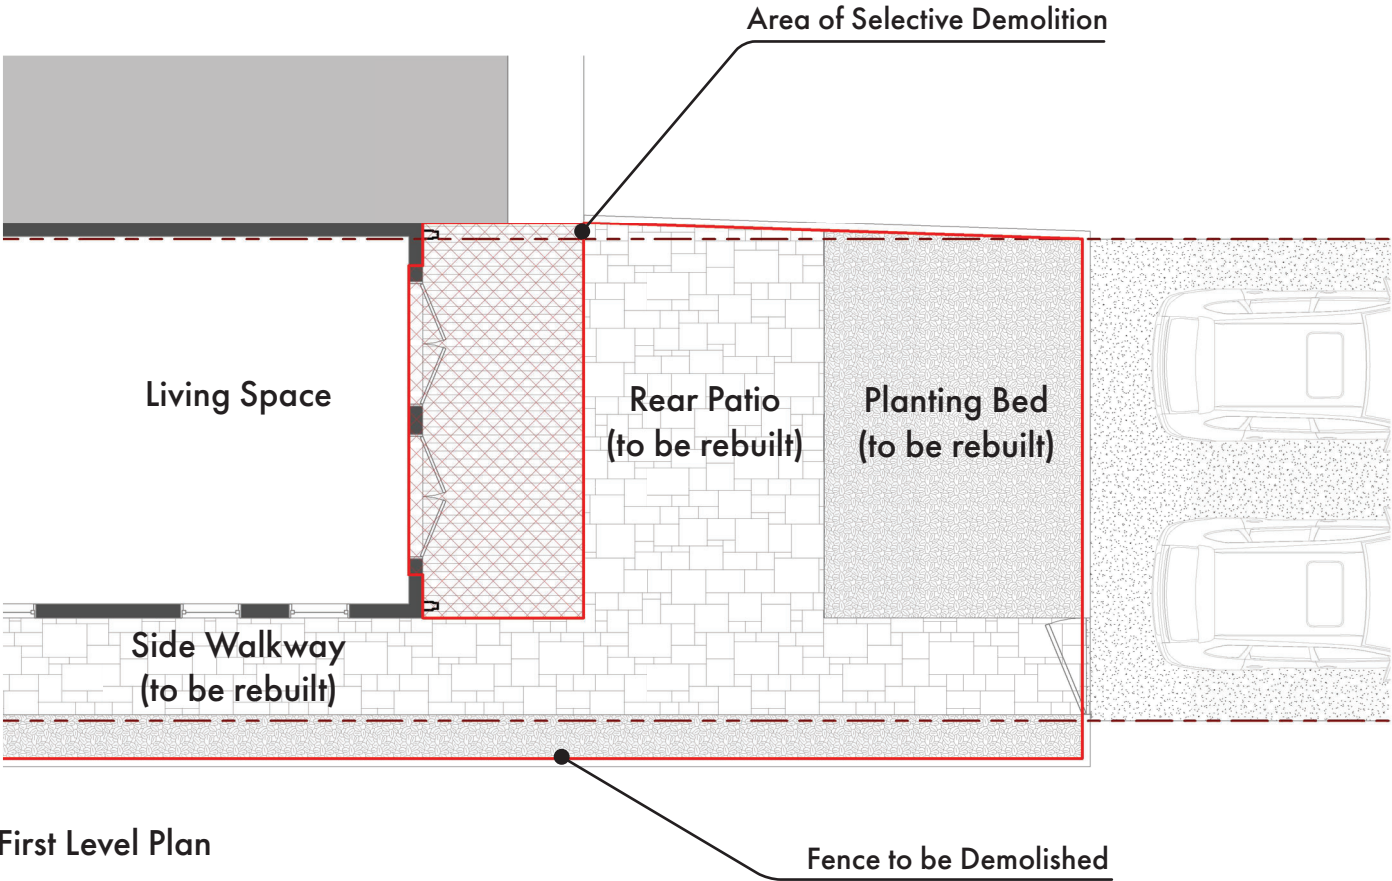 Area of Selective Demolition
Living Space
Rear Patio
(to be rebuilt)
Planting Bed
(to be rebuilt)
Side Walkway
(to be rebuilt)
First Level Plan
Fence to be Demolished